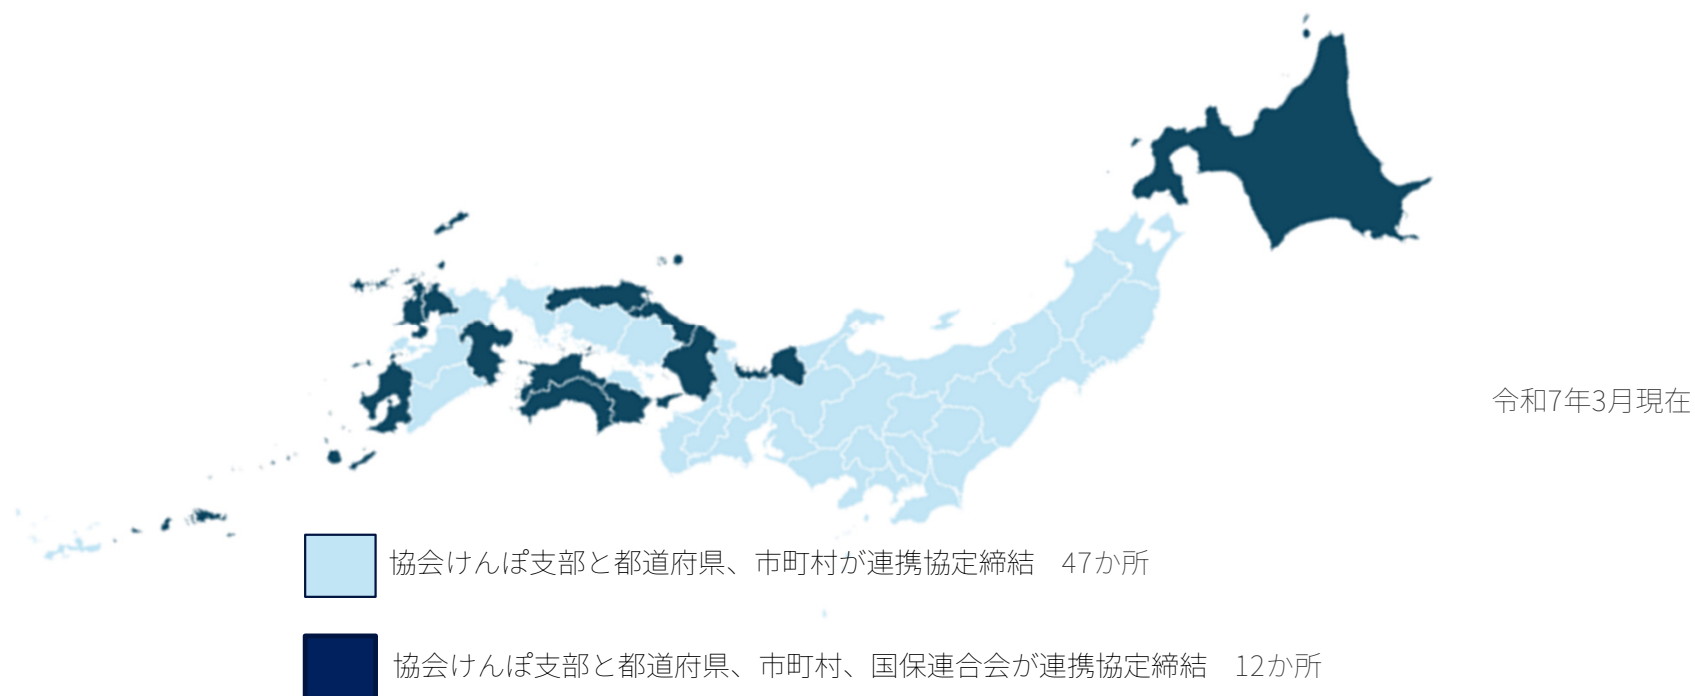 令和7年3月現在
協会けんぽ支部と都道府県、市町村が連携協定締結　47か所
協会けんぽ支部と都道府県、市町村、国保連合会が連携協定締結　12か所